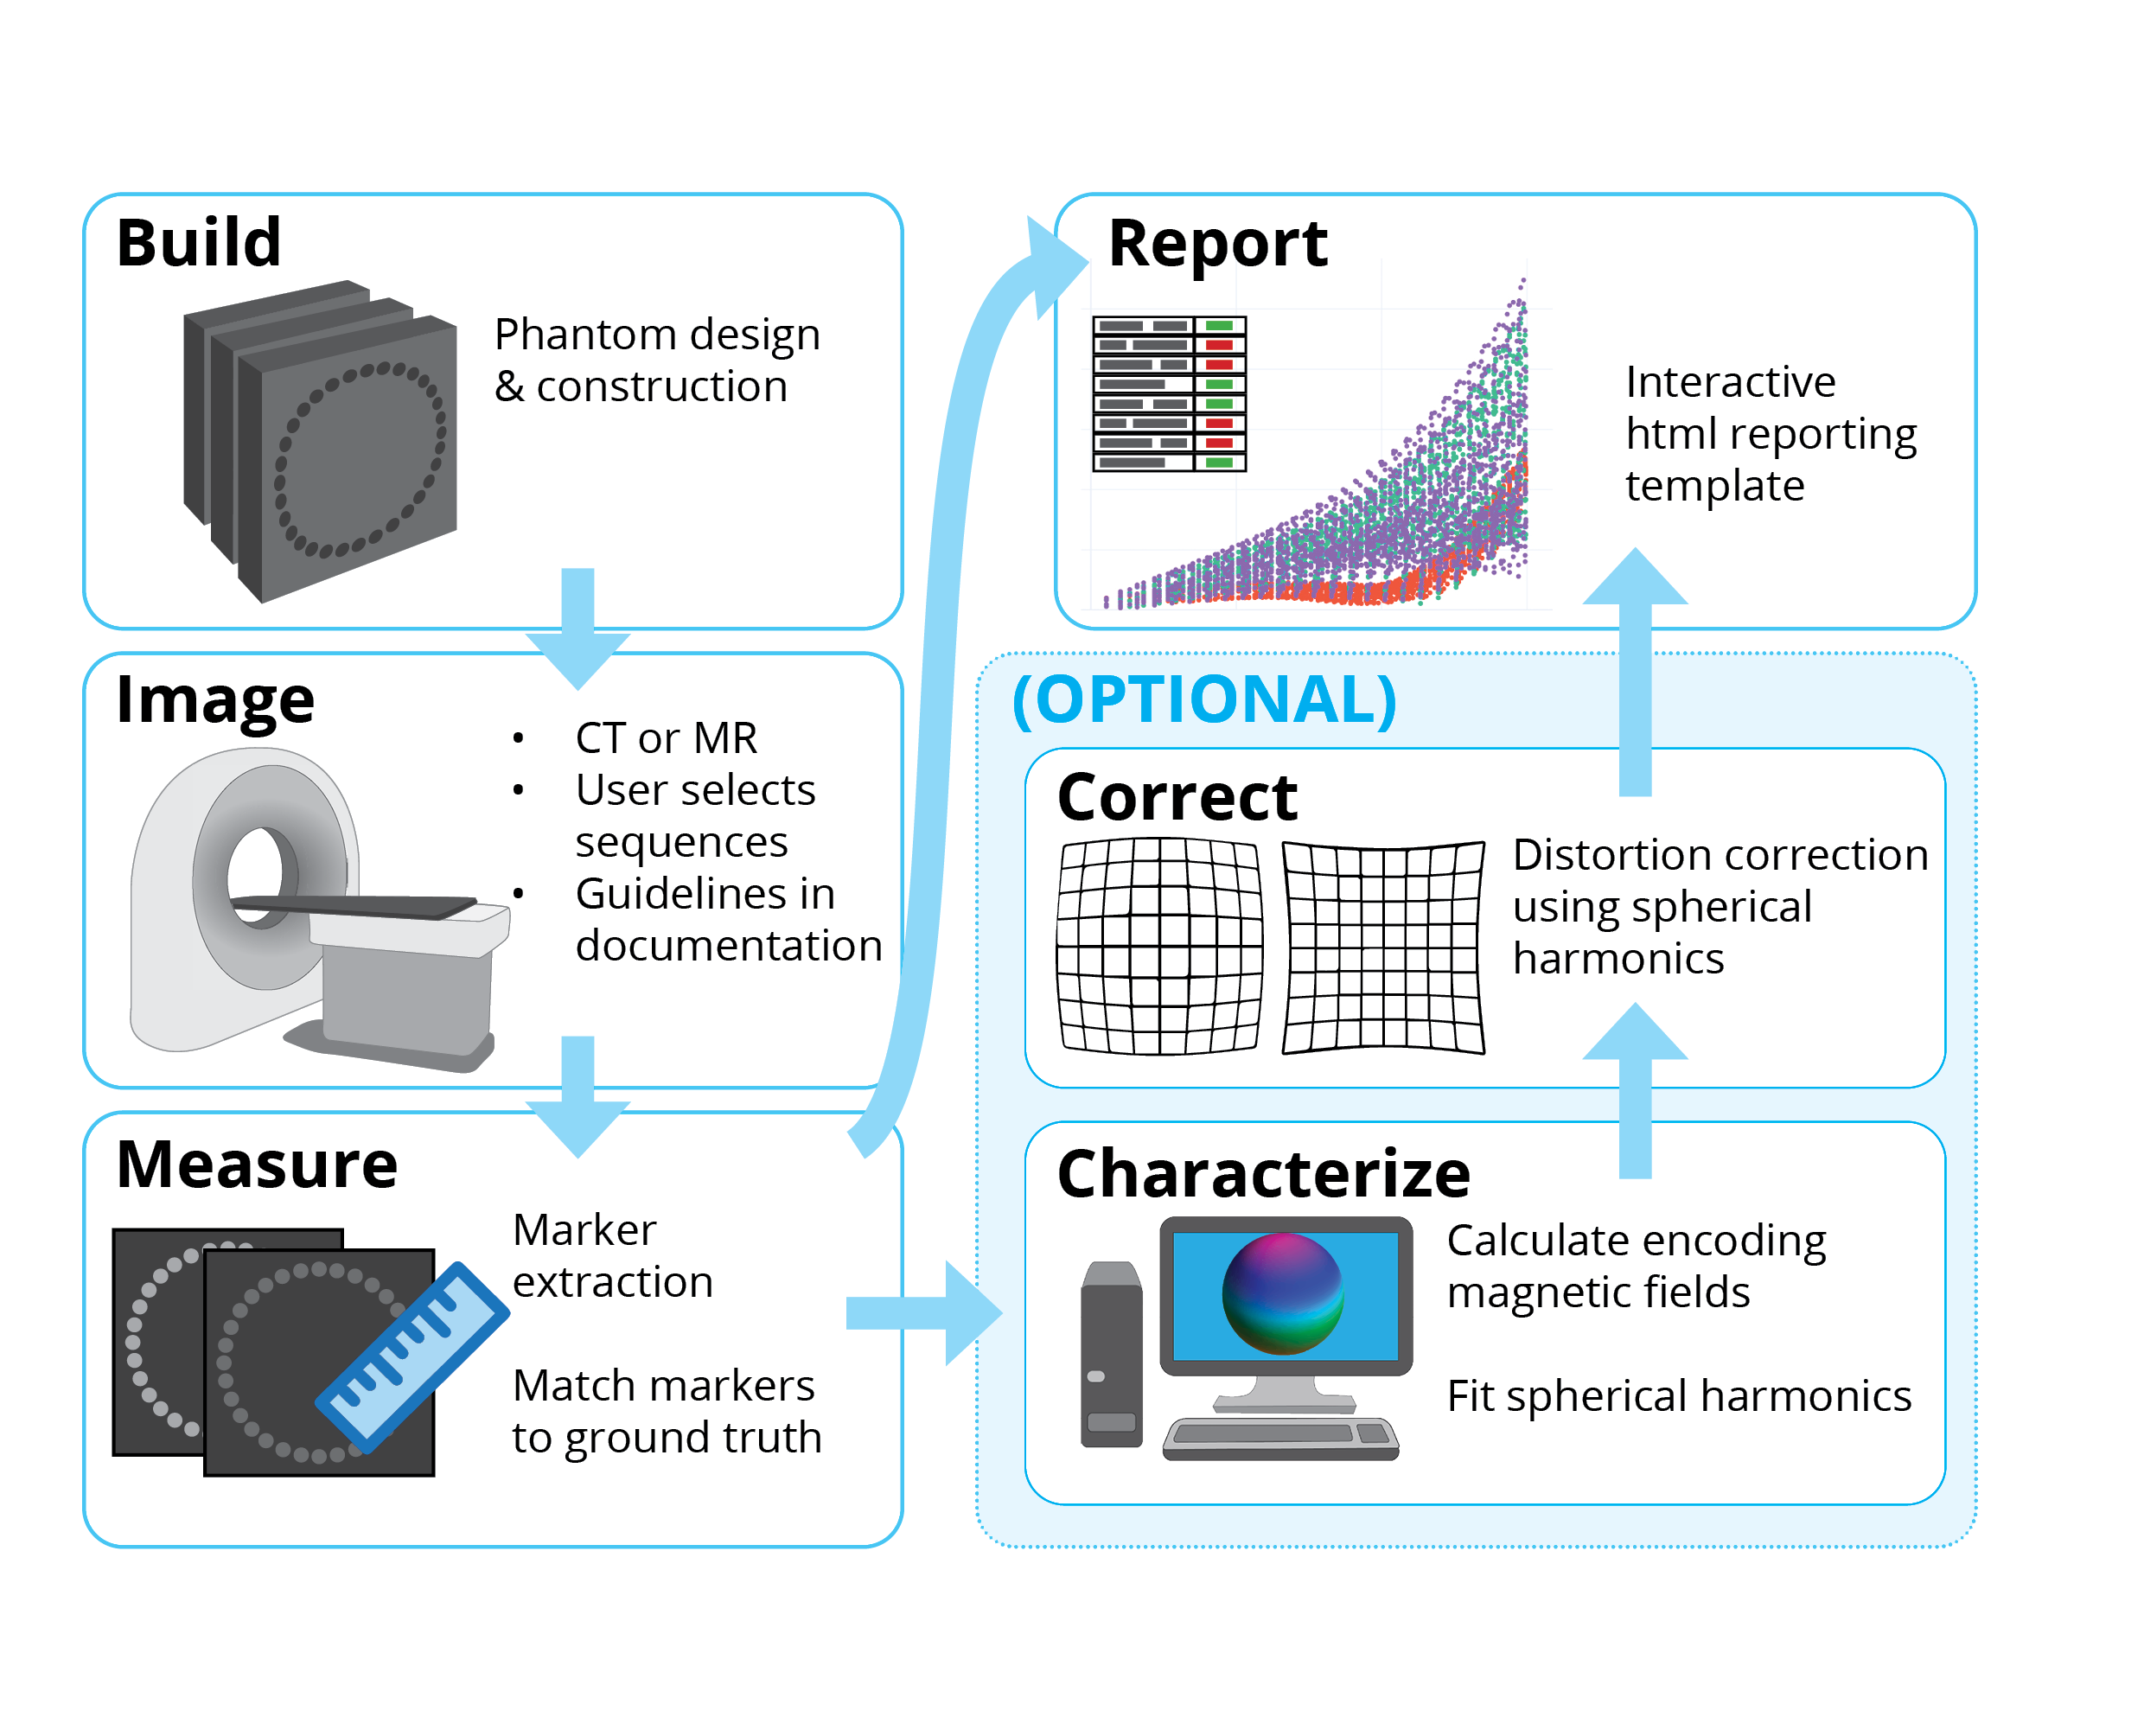 Build
Phantom design
& construction
Image
• CT or MR
• User selects
sequences
• Guidelines in
documentation
Measure
Marker
extraction
Match markers
to ground truth
Report
Interactive
html reporting
template
(OPTIONAL)
Correct
Distortion correction
using spherical
harmonics
Characterize
Calculate encoding
magnetic fields
Fit spherical harmonics